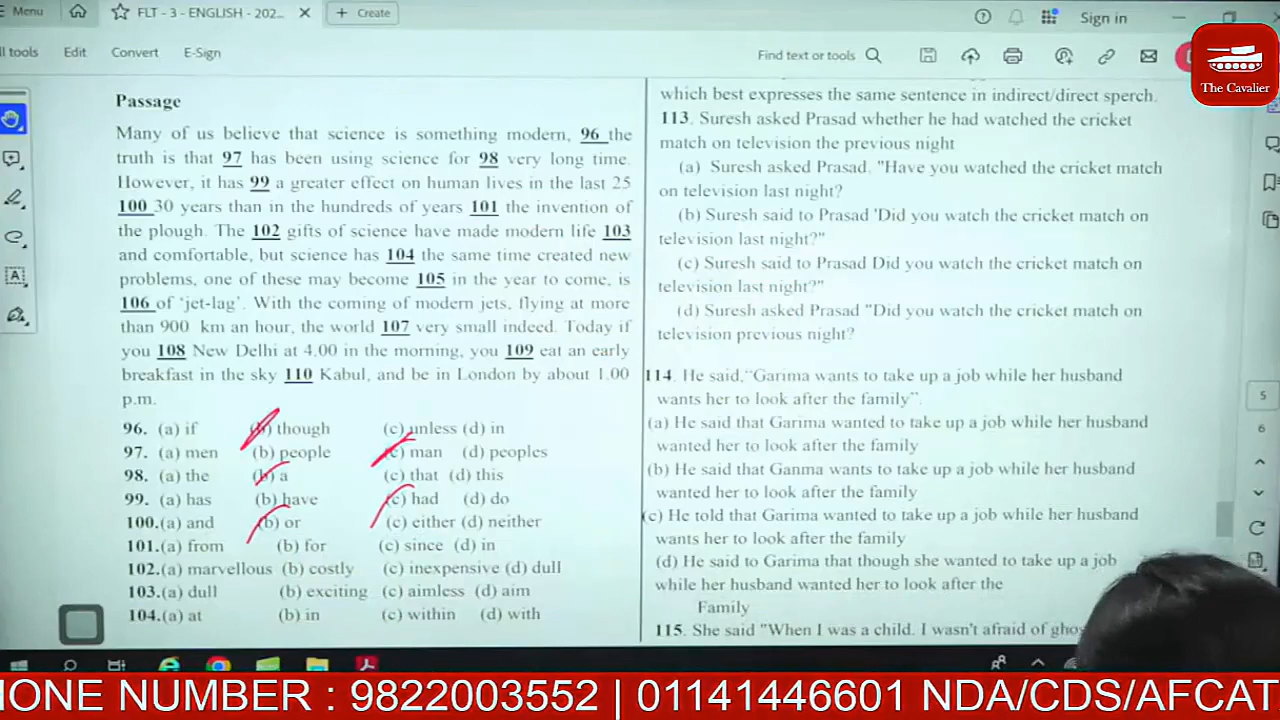 Menu
FLT - 3 - ENGLISH - 202...
Create
Sign in
ll tools
Edit
Convert
E-Sign
Find text or tools
The Cavalier
Passage
Many of us believe that science is something modern, 96 the
truth is that 97 has been using science for 98 very long time.
However, it has 99 a greater effect on human lives in the last 25
100 30 years than in the hundreds of years 101 the invention of
the plough. The 102 gifts of science have made modern life 103
and comfortable, but science has 104 the same time created new
problems, one of these may become 105 in the year to come, is
106 of ‘jet-lag’. With the coming of modern jets, flying at more
than 900 km an hour, the world 107 very small indeed. Today if
you 108 New Delhi at 4.00 in the morning, you 109 eat an early
breakfast in the sky 110 Kabul, and be in London by about 1.00
p.m.
96. (a) if (b) though (c) unless (d) in
97. (a) men (b) people (c) man (d) peoples
98. (a) the (b) a (c) that (d) this
99. (a) has (b) have (c) had (d) do
100.(a) and (b) or (c) either (d) neither
101.(a) from (b) for (c) since (d) in
102.(a) marvellous (b) costly (c) inexpensive (d) dull
103.(a) dull (b) exciting (c) aimless (d) aim
104.(a) at (b) in (c) within (d) with
which best expresses the same sentence in indirect/direct sperch.
113. Suresh asked Prasad whether he had watched the cricket
match on television the previous night
(a) Suresh asked Prasad, "Have you watched the cricket match
on television last night?
(b) Suresh said to Prasad 'Did you watch the cricket match on
television last night?"
(c) Suresh said to Prasad Did you watch the cricket match on
television last night?"
(d) Suresh asked Prasad "Did you watch the cricket match on
television previous night?
114. He said,"Garima wants to take up a job while her husband
wants her to look after the family".
(a) He said that Garima wanted to take up a job while her husband
wanted her to look after the family
(b) He said that Ganma wants to take up a job while her husband
wanted her to look after the family
(c) He told that Garima wanted to take up a job while her husband
wants her to look after the family
(d) He said to Garima that though she wanted to take up a job
while her husband wanted her to look after the
Family
115. She said "When I was a child. I wasn't afraid of
5
6
HONE NUMBER : 9822003552 | 01141446601 NDA/CDS/AFCAT